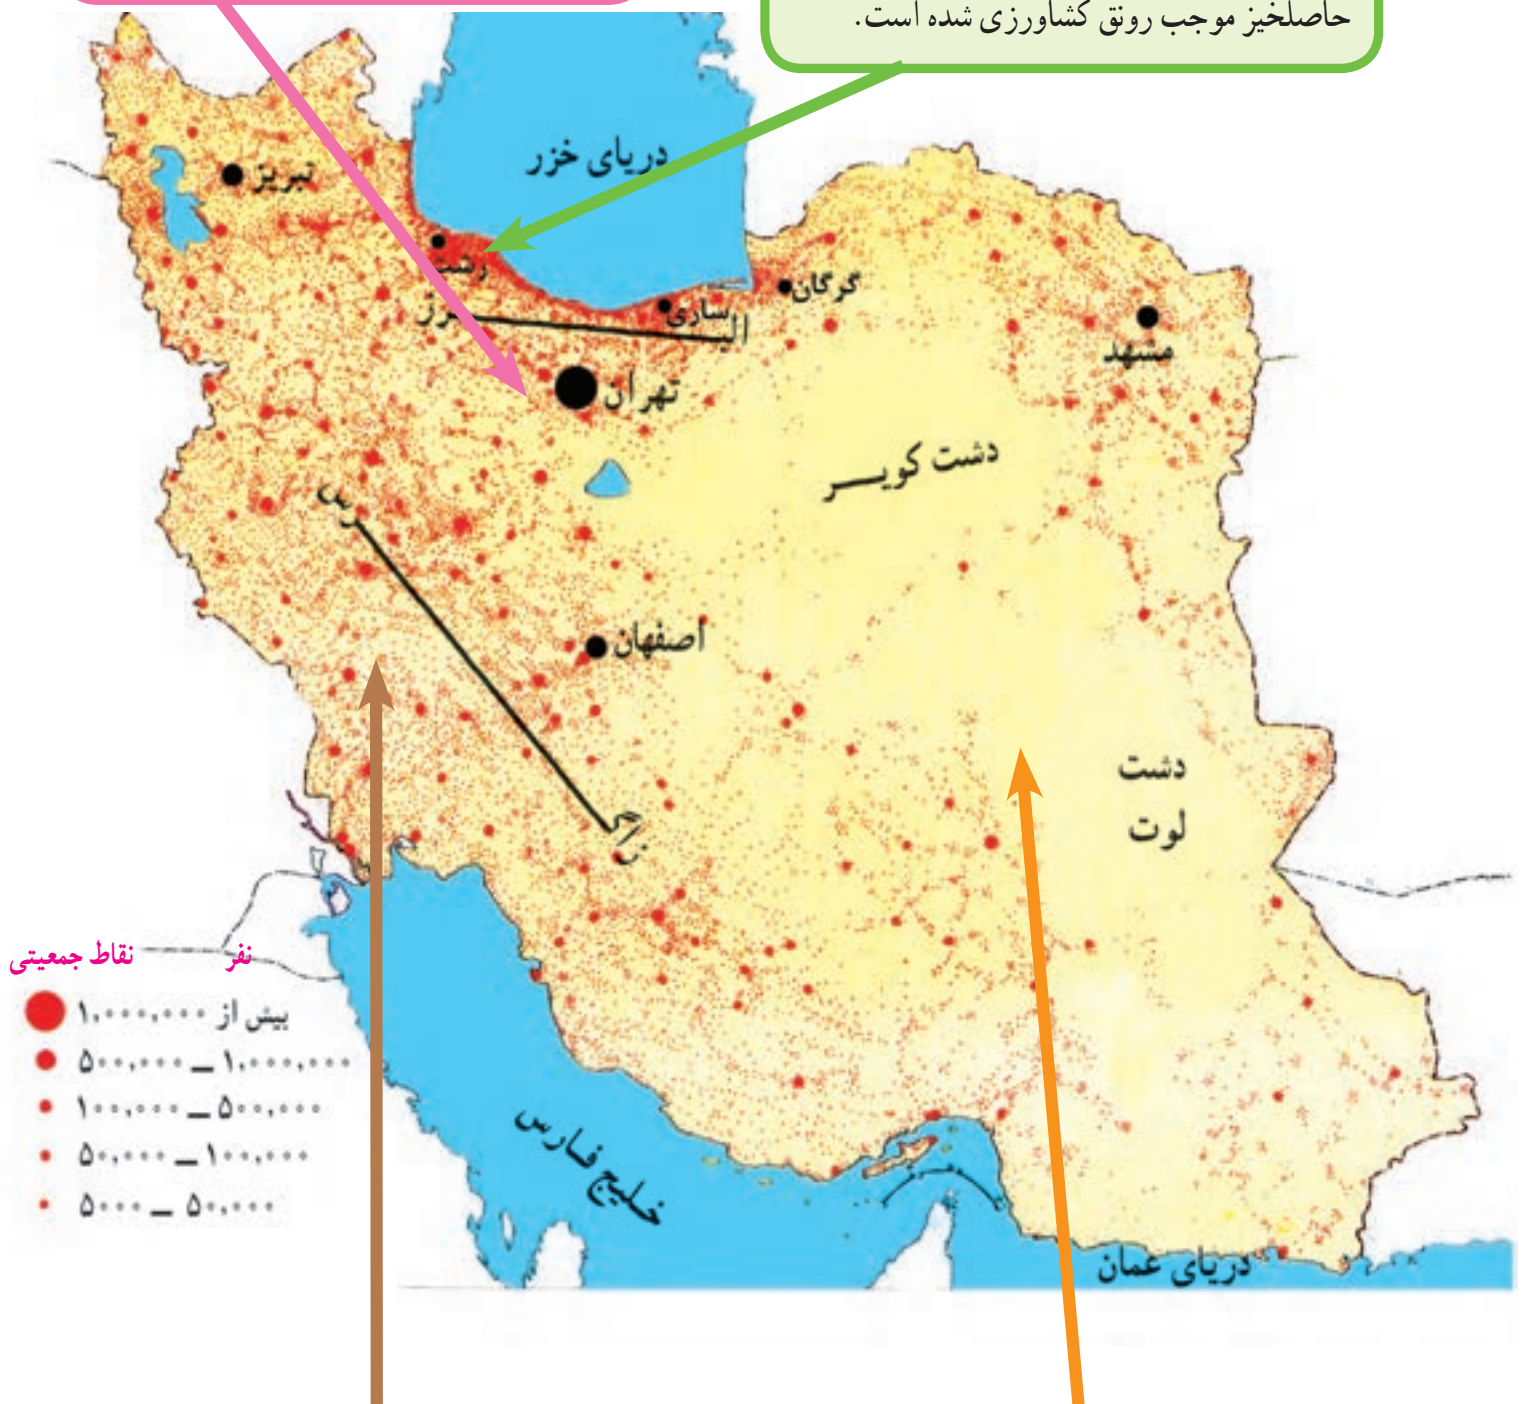 حاصلخیز موجب رونق کشاورزی شده است.
دریای خزر
تبریز
رشت
گرگان
ساری
البرز
مشهد
تهران
دشت کویر
زاگرس
اصفهان
دشت
لوت
نقاط جمعیتی نفر
بیش از ۱،۰۰۰،۰۰۰
۵۰۰،۰۰۰ – ۱،۰۰۰،۰۰۰
۱۰۰،۰۰۰ – ۵۰۰،۰۰۰
۵۰،۰۰۰ – ۱۰۰،۰۰۰
۵۰۰۰ – ۵۰،۰۰۰
خلیج فارس
دریای عمان